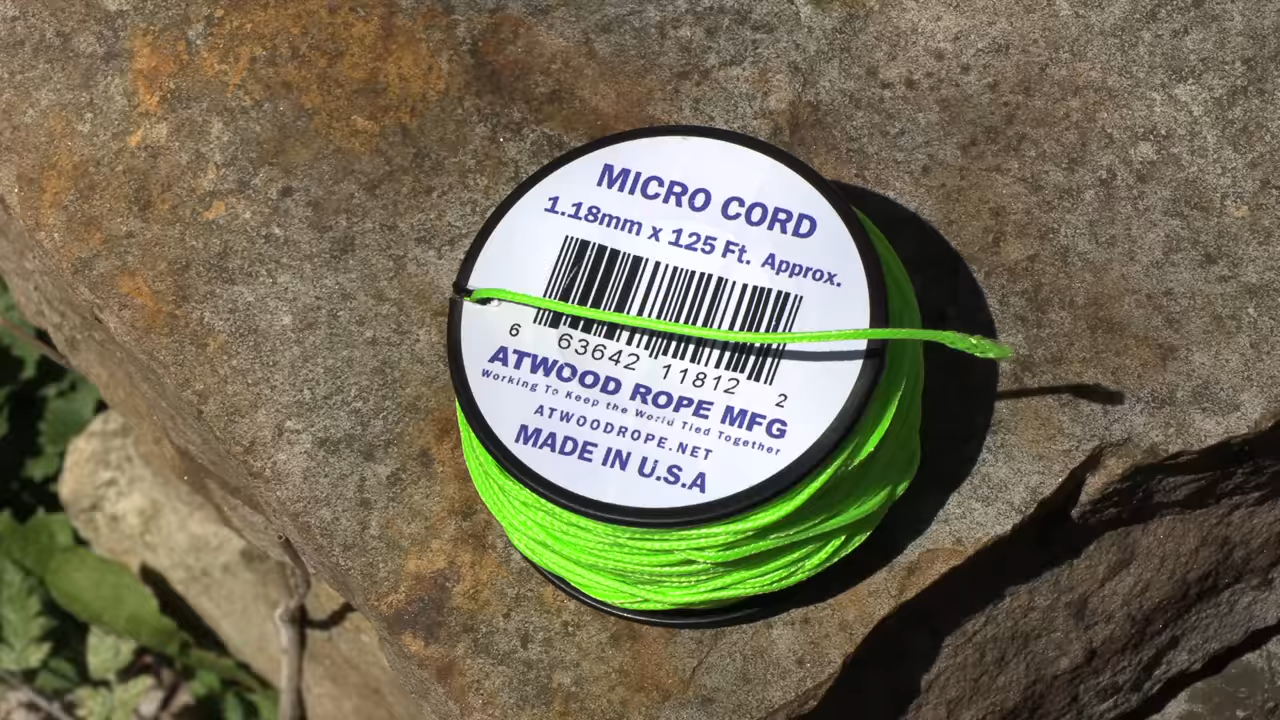 MICRO CORD
1.18mm x 125 Ft. Approx.
6 63642 11812 2
ATWOOD ROPE MFG
Working To Keep the World Tied Together
ATWOODROPE.NET
MADE IN U.S.A